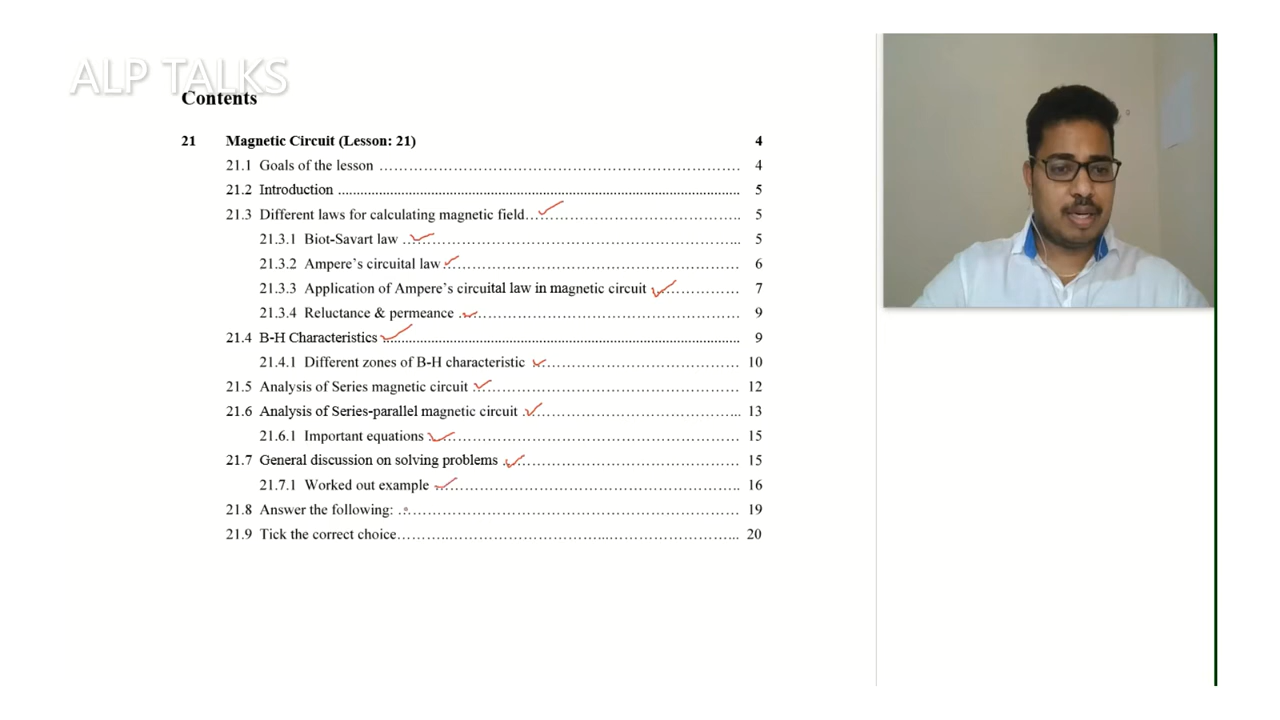 ALP TALKS
Contents
21 Magnetic Circuit (Lesson: 21) 4
21.1 Goals of the lesson ........................................................................ 4
21.2 Introduction ........................................................................ 5
21.3 Different laws for calculating magnetic field ................................................ 5
21.3.1 Biot-Savart law ................................................................ 5
21.3.2 Ampere’s circuital law ........................................................ 6
21.3.3 Application of Ampere’s circuital law in magnetic circuit ................ 7
21.3.4 Reluctance & permeance ................................................ 9
21.4 B-H Characteristics ................................................................ 9
21.4.1 Different zones of B-H characteristic ................................ 10
21.5 Analysis of Series magnetic circuit ................................................ 12
21.6 Analysis of Series-parallel magnetic circuit ................................ 13
21.6.1 Important equations ................................................ 15
21.7 General discussion on solving problems ................................ 15
21.7.1 Worked out example ................................................ 16
21.8 Answer the following: ................................................ 19
21.9 Tick the correct choice ................................................ 20